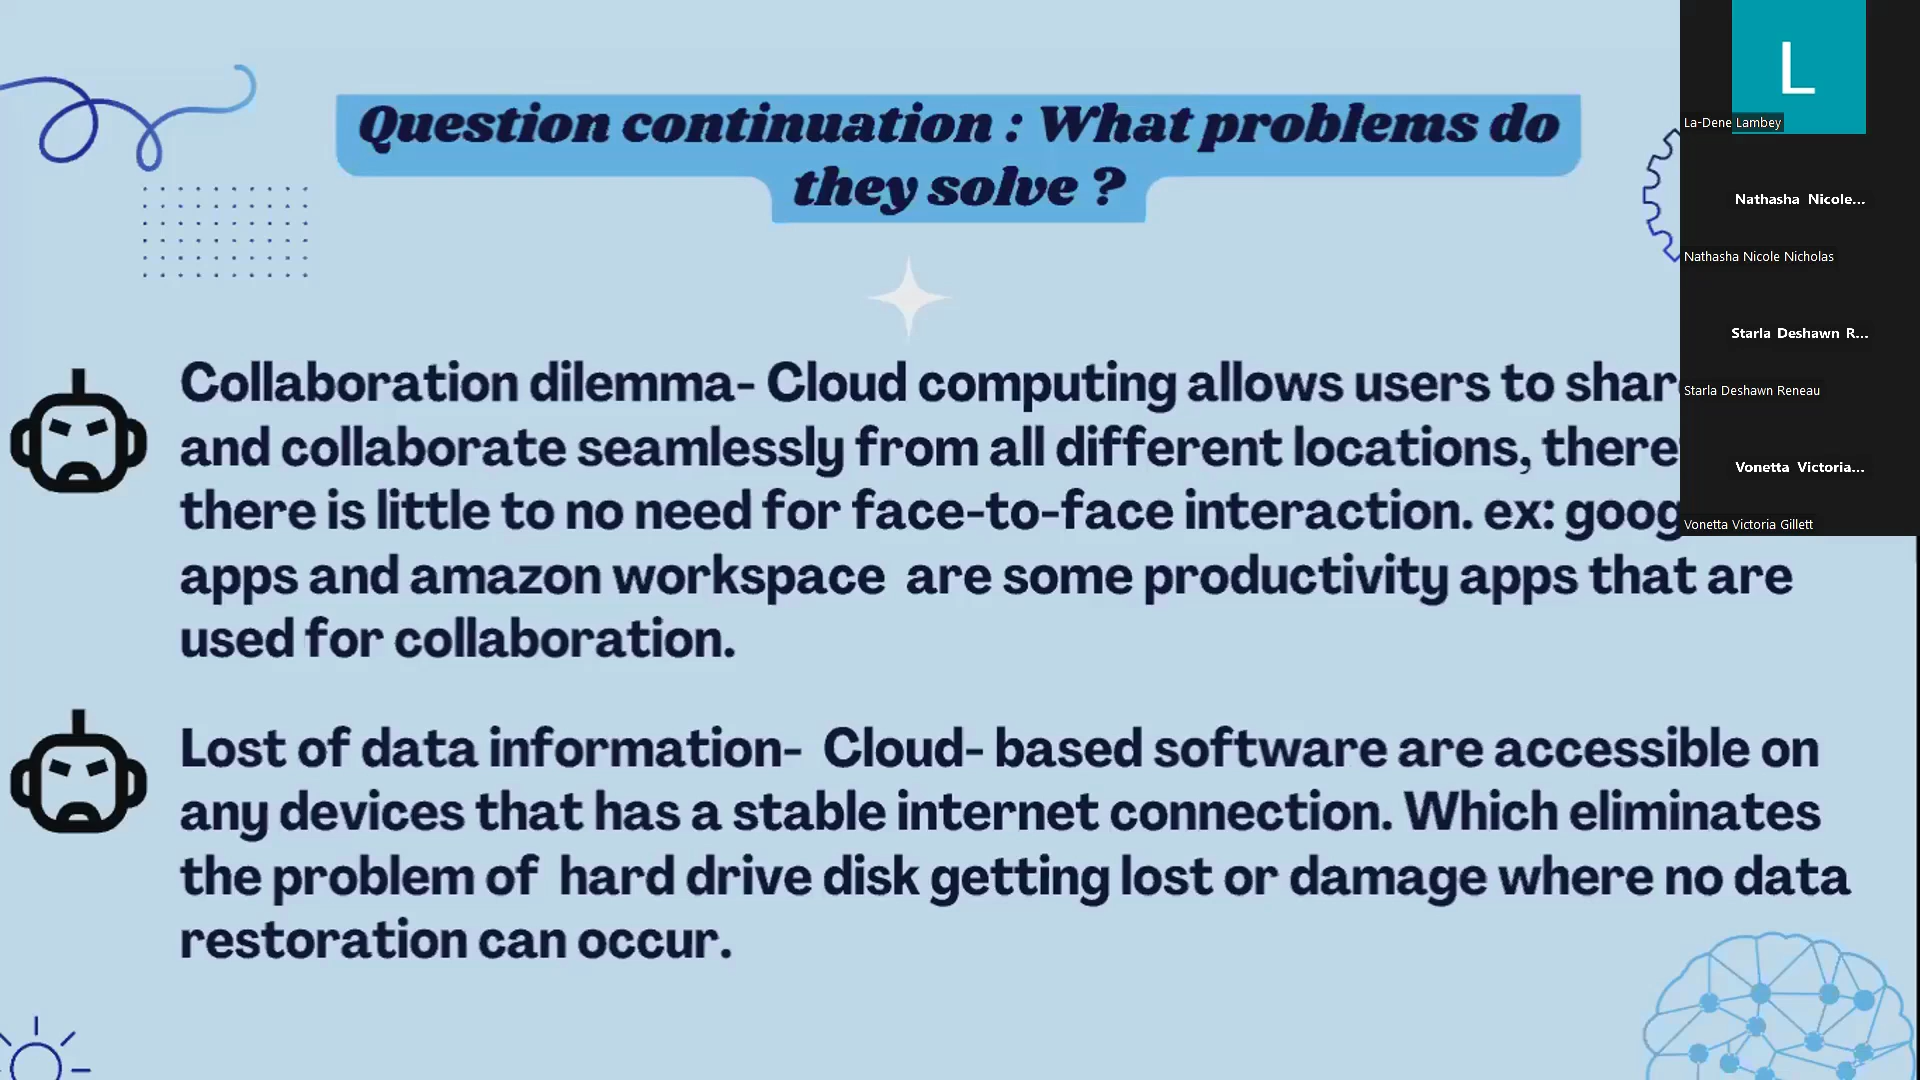 Question continuation : What problems do
they solve ?
Collaboration dilemma- Cloud computing allows users to
and collaborate seamlessly from all different locations,
there is little to no need for face-to-face interaction. ex:
apps and amazon workspace are some productivity apps that are
used for collaboration.
Lost of data information- Cloud- based software are accessible on
any devices that has a stable internet connection. Which eliminates
the problem of hard drive disk getting lost or damage where no data
restoration can occur.
L
La-Dene Lambey
Nathasha Nicole...
Nathasha Nicole Nicholas
Starla Deshawn R...
Starla Deshawn Reneau
Vonetta Victoria...
Vonetta Victoria Gillett